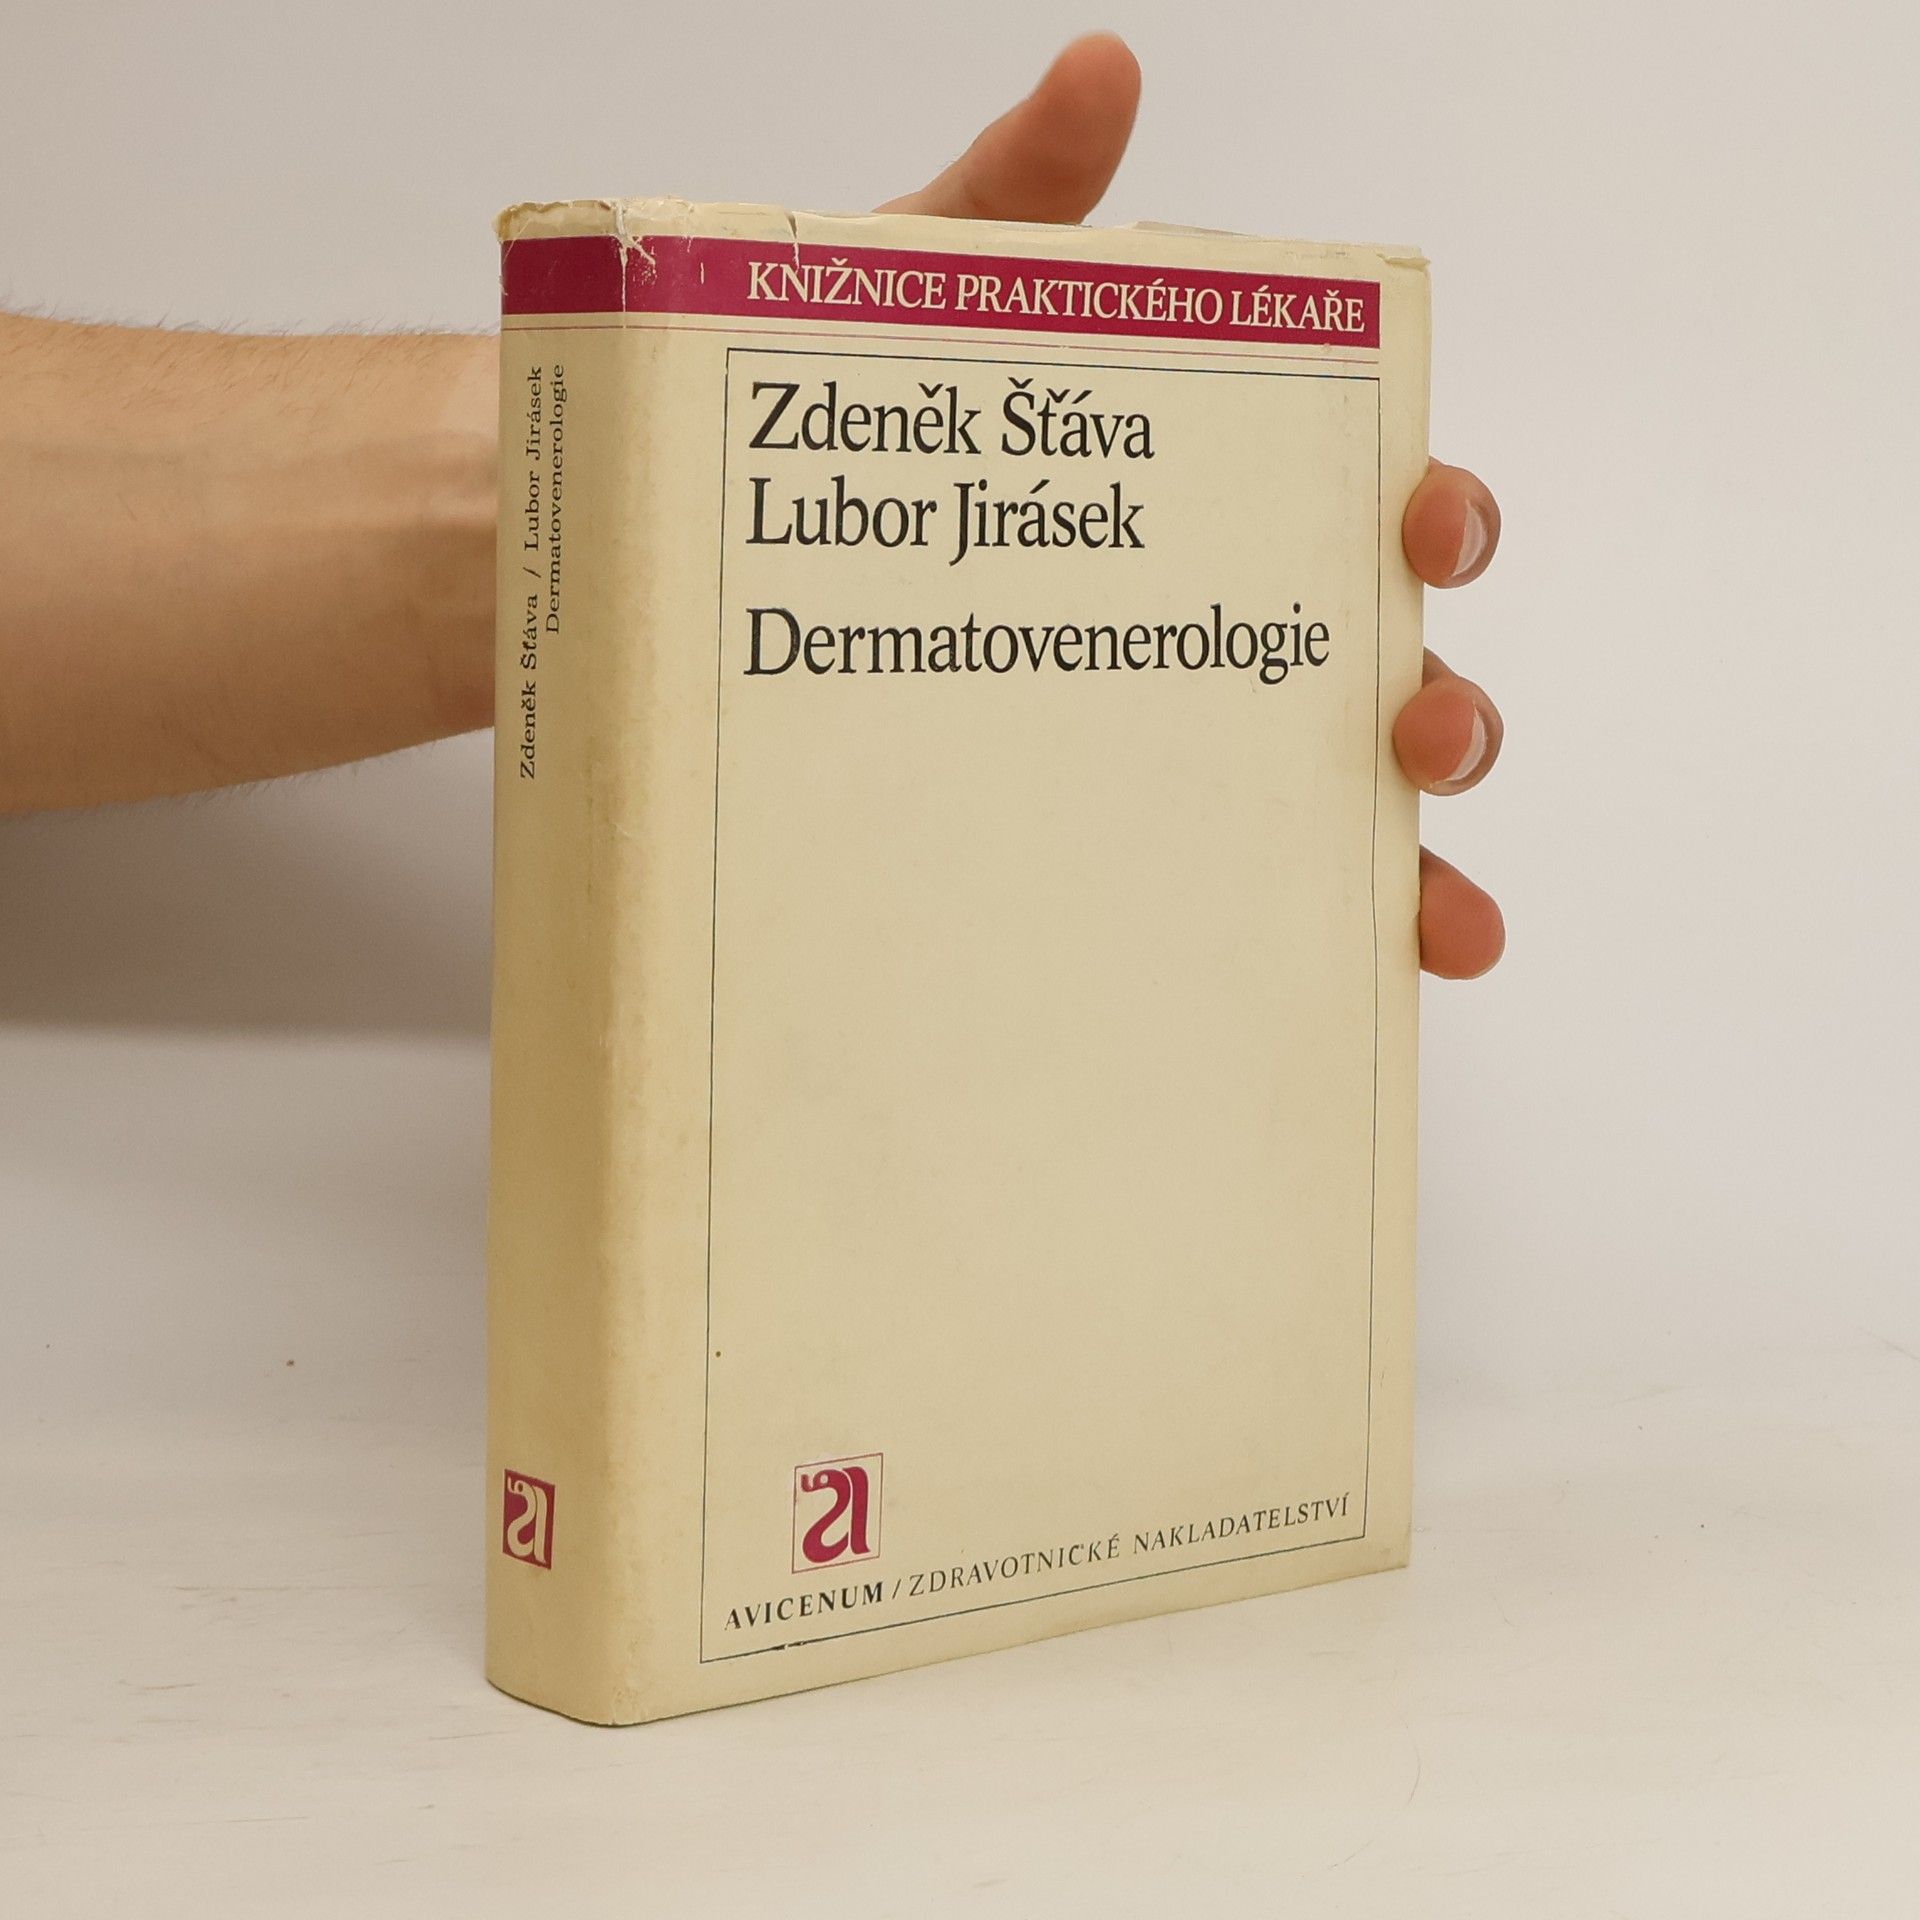 KNIŽNICE PRAKTICKÉHO LÉKAŘE
Zdeněk Šťáva
Lubor Jirásek
Dermatovenerologie
AVICENUM / ZDRAVOTNICKÉ NAKLADATELSTVÍ
Zdeněk Šťáva / Lubor Jirásek
Dermatovenerologie